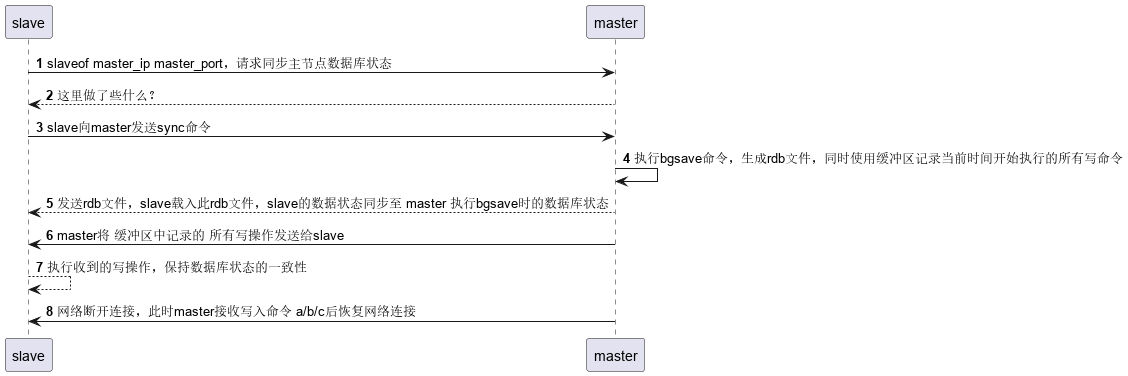 slave master
1 slaveof master_ip master_port，请求同步主节点数据库状态
2 这里做了些什么？
3 slave向master发送sync命令
4 执行bgsave命令，生成rdb文件，同时使用缓冲区记录当前时间开始执行的所有写命令
5 发送rdb文件，slave载入此rdb文件，slave的数据状态同步至 master 执行bgsave时的数据库状态
6 master将 缓冲区中记录的 所有写操作发送给slave
7 执行收到的写操作，保持数据库状态的一致性
8 网络断开连接，此时master接收写入命令 a/b/c后恢复网络连接
slave master